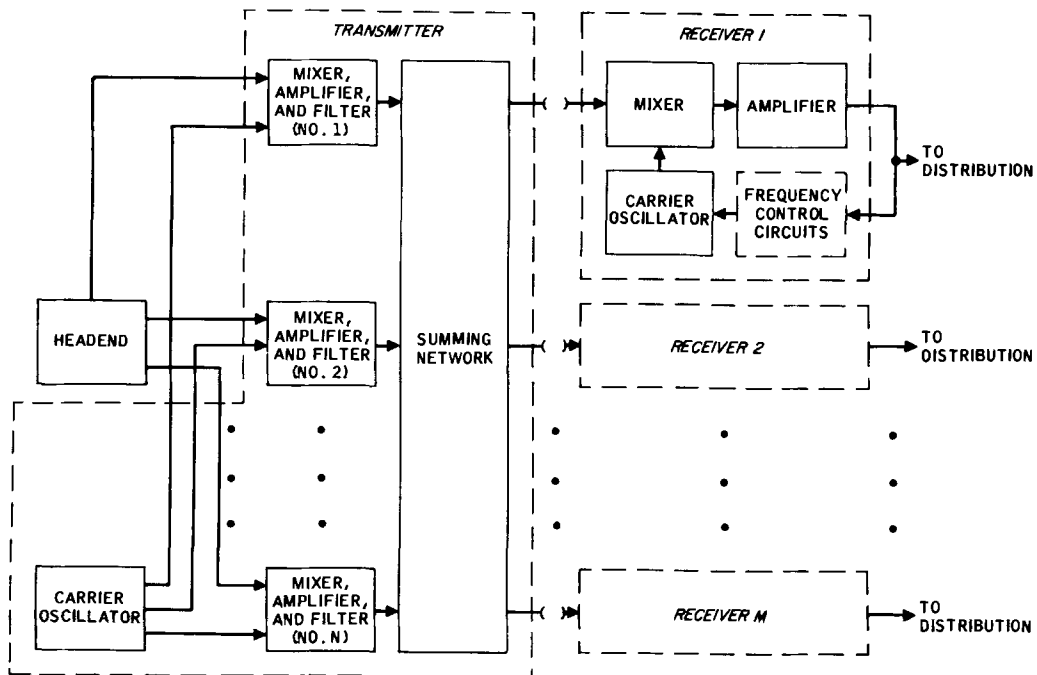 TRANSMITTER
MIXER,
AMPLIFIER,
AND FILTER
(NO. 1)
HEADEND
MIXER,
AMPLIFIER,
AND FILTER
(NO. 2)
CARRIER
OSCILLATOR
MIXER,
AMPLIFIER,
AND FILTER
(NO. N)
SUMMING
NETWORK
RECEIVER 1
MIXER
AMPLIFIER
CARRIER
OSCILLATOR
FREQUENCY
CONTROL
CIRCUITS
TO
DISTRIBUTION
RECEIVER 2
TO
DISTRIBUTION
RECEIVER M
TO
DISTRIBUTION